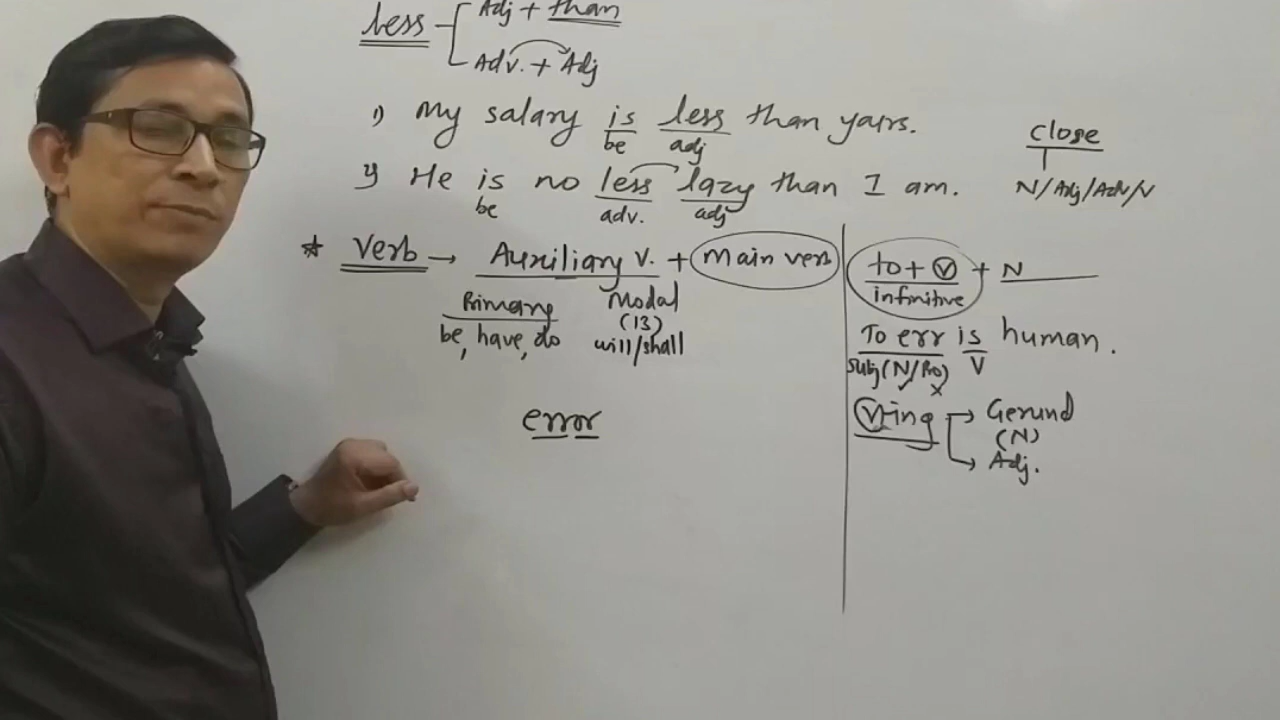 less
Adj + than
Adv. + Adj
1) My salary is less than yours.
be adj
2) He is no less lazy than I am.
be adv. adj
close
N/Adj/Adv/V
* Verb → Auxiliary V. + main verb
Primary Modal
be, have, do (13)
will/shall
error
to + V + N
infinitive
To err is human.
Subj (N/Pro) V
✓ ×
Ving → Gerund
(N)
→ Adj.